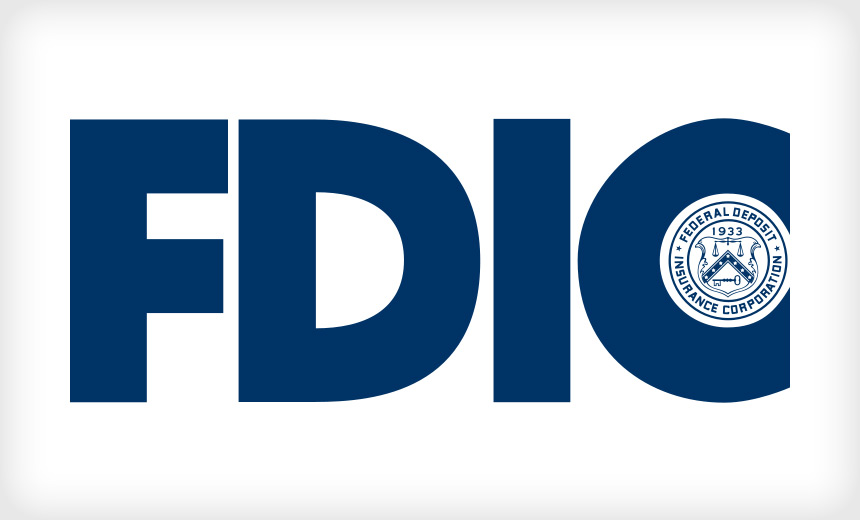 FDIC
FEDERAL DEPOSIT
1933
INSURANCE CORPORATION